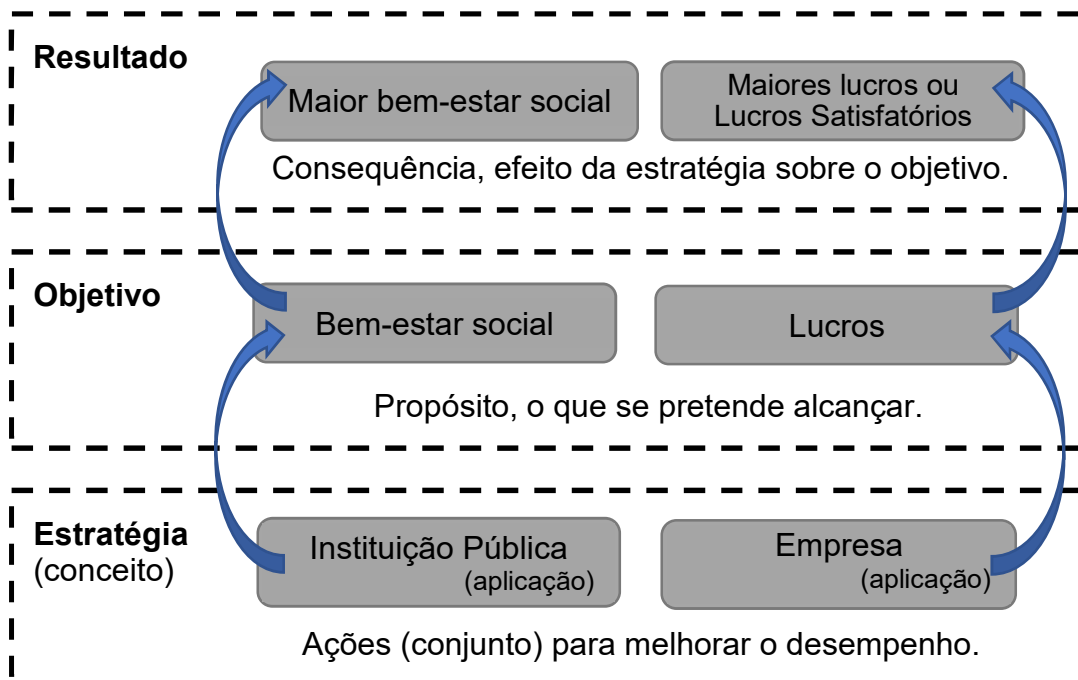 Resultado
Maior bem-estar social
Maiores lucros ou
Lucros Satisfatórios
Consequência, efeito da estratégia sobre o objetivo.
Objetivo
Bem-estar social
Lucros
Propósito, o que se pretende alcançar.
Estratégia
(conceito)
Instituição Pública
(aplicação)
Empresa
(aplicação)
Ações (conjunto) para melhorar o desempenho.